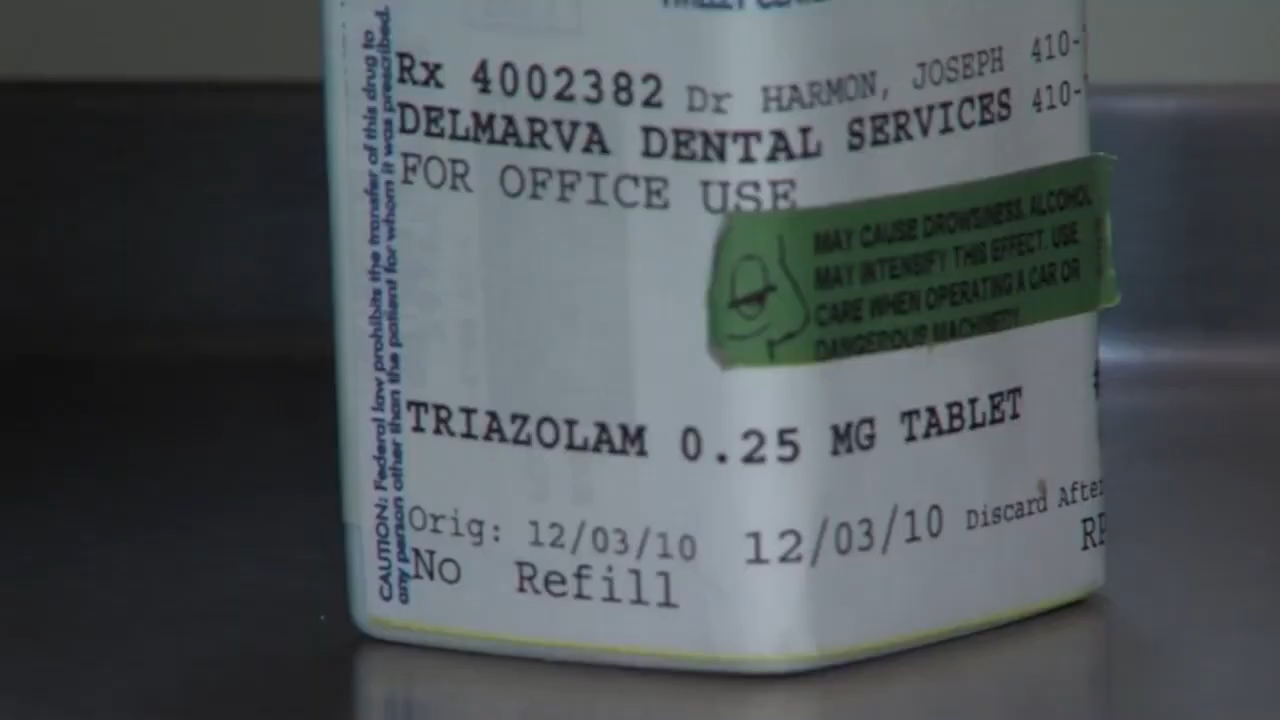 Rx 4002382 Dr HARMON, JOSEPH 410-
DELMARVA DENTAL SERVICES 410-
FOR OFFICE USE
MAY CAUSE DROWSINESS. ALCOHOL
MAY INTENSIFY THIS EFFECT. USE
CARE WHEN OPERATING A CAR OR
DANGEROUS MACHINERY.
TRIAZOLAM 0.25 MG TABLET
Orig: 12/03/10 12/03/10 Discard After
No Refill
CAUTION: Federal law prohibits the transfer of this drug to
any person other than the patient for whom it was prescribed.